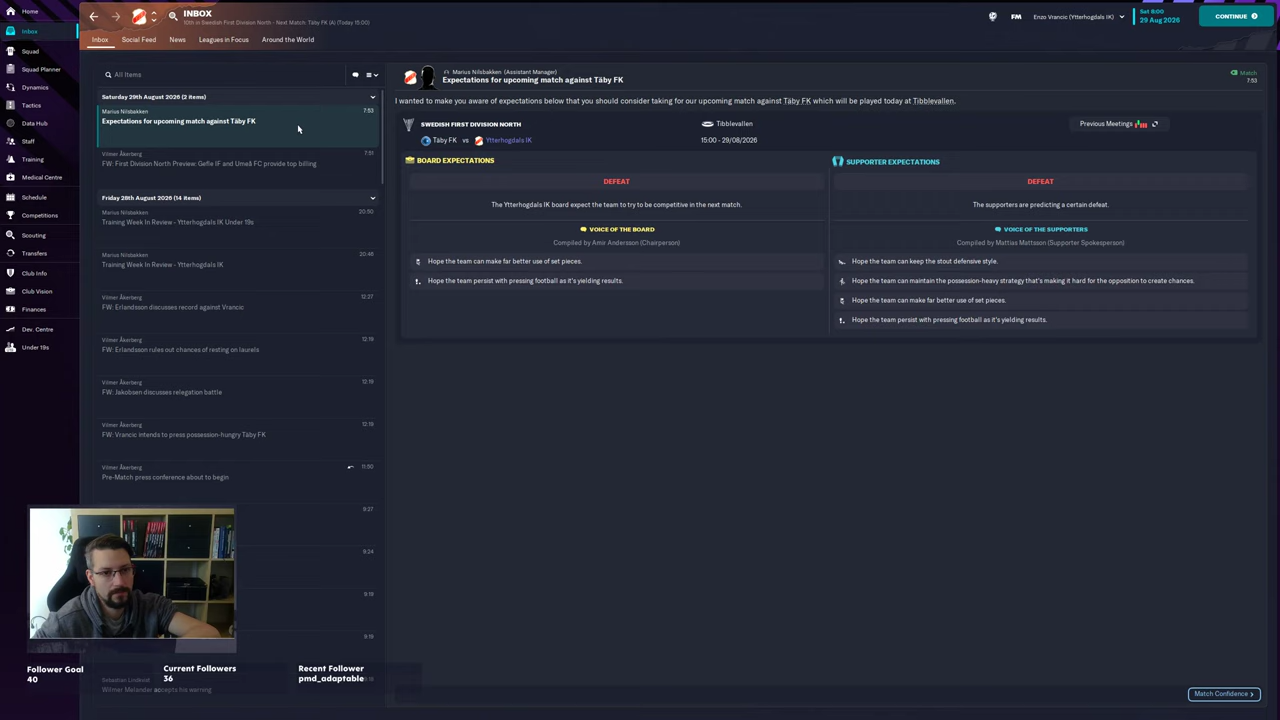 Home
Inbox
Squad
Squad Planner
Dynamics
Tactics
Data Hub
Staff
Training
Medical Centre
Schedule
Competitions
Scouting
Transfers
Club Info
Club Vision
Finances
Dev. Centre
Under 19s
INBOX
10th in Swedish First Division North - Next Match: Täby FK (A) (Today 15:00)
FM
Enzo Vrancic (Ytterhogdals IK)
Sat 8:00
29 Aug 2026
CONTINUE
Inbox
Social Feed
News
Leagues in Focus
Around the World
All Items
Saturday 29th August 2026 (2 items)
Marius Nilsbakken
7:53
Expectations for upcoming match against Täby FK
Vilmer Åkerberg
7:51
FW: First Division North Preview: Gefle IF and Umeå FC provide top billing
Friday 28th August 2026 (14 items)
Marius Nilsbakken
20:50
Training Week In Review - Ytterhogdals IK Under 19s
Marius Nilsbakken
20:46
Training Week In Review - Ytterhogdals IK
Vilmer Åkerberg
12:27
FW: Erlandsson discusses record against Vrancic
Vilmer Åkerberg
12:19
FW: Erlandsson rules out chances of resting on laurels
Vilmer Åkerberg
12:19
FW: Jakobsen discusses relegation battle
Vilmer Åkerberg
12:19
FW: Vrancic intends to press possession-hungry Täby FK
Vilmer Åkerberg
11:50
Pre-Match press conference about to begin
9:27
9:24
9:19
9:19
9:19
Sebastian Lindkvist
Wilmer Melander accepts his warning
Marius Nilsbakken (Assistant Manager)
Expectations for upcoming match against Täby FK
Match
7:53
I wanted to make you aware of expectations below that you should consider taking for our upcoming match against Täby FK which will be played today at Tibblevallen.
SWEDISH FIRST DIVISION NORTH
Täby FK vs Ytterhogdals IK
Tibblevallen
15:00 - 29/08/2026
Previous Meetings
BOARD EXPECTATIONS
DEFEAT
The Ytterhogdals IK board expect the team to try to be competitive in the next match.
VOICE OF THE BOARD
Compiled by Amir Andersson (Chairperson)
Hope the team can make far better use of set pieces.
Hope the team persist with pressing football as it's yielding results.
SUPPORTER EXPECTATIONS
DEFEAT
The supporters are predicting a certain defeat.
VOICE OF THE SUPPORTERS
Compiled by Mattias Mattsson (Supporter Spokesperson)
Hope the team can keep the stout defensive style.
Hope the team can maintain the possession-heavy strategy that's making it hard for the opposition to create chances.
Hope the team can make far better use of set pieces.
Hope the team persist with pressing football as it's yielding results.
Match Confidence
Follower Goal
40
Current Followers
36
Recent Follower
pmd_adaptable